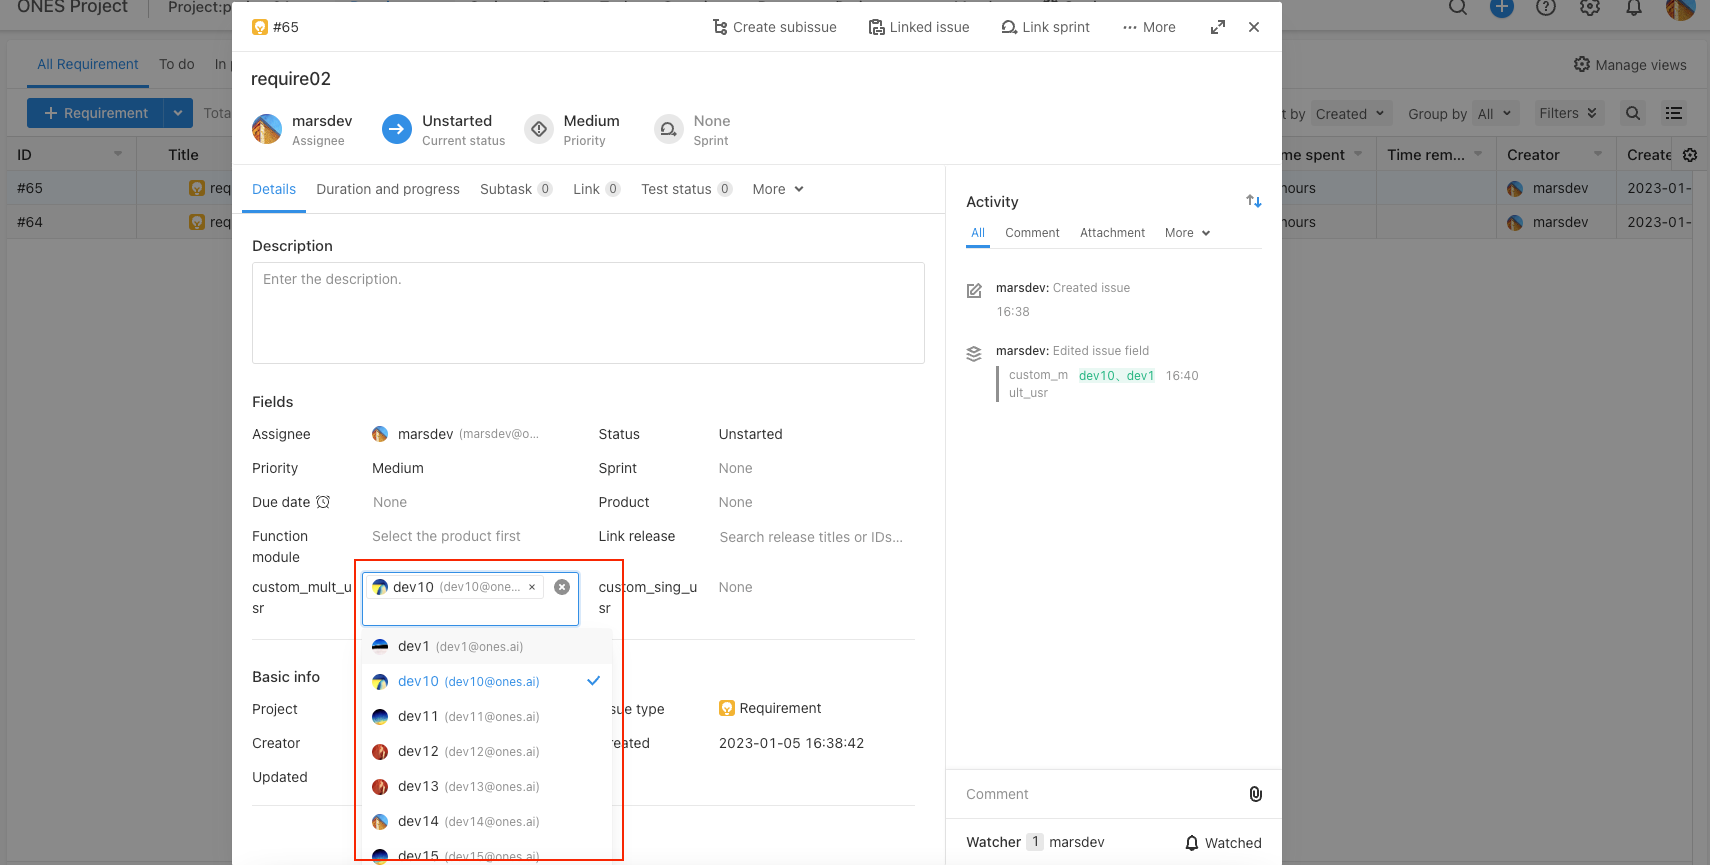 ONES Project
Project:
#65
Create subissue
Linked issue
Link sprint
More
All Requirement
To do
In p
require02
Manage views
Requirement
Tota
marsdev
Assignee
Unstarted
Current status
Medium
Priority
None
Sprint
t by
Created
Group by
All
Filters
ID
Title
me spent
Time rem...
Creator
Create
#65
req
Details
Duration and progress
Subtask 0
Link 0
Test status 0
More
Activity
hours
marsdev
2023-01-
#64
req
hours
marsdev
2023-01-
All
Comment
Attachment
More
Description
Enter the description.
marsdev: Created issue
16:38
marsdev: Edited issue field
custom_m
ult_usr
dev10、dev1
16:40
Fields
Assignee
marsdev (marsdev@o...
Status
Unstarted
Priority
Medium
Sprint
None
Due date
None
Product
None
Function
module
Select the product first
Link release
Search release titles or IDs...
custom_mult_u
sr
dev10 (dev10@one... ×
custom_sing_u
sr
None
dev1 (dev1@ones.ai)
dev10 (dev10@ones.ai)
dev11 (dev11@ones.ai)
dev12 (dev12@ones.ai)
dev13 (dev13@ones.ai)
dev14 (dev14@ones.ai)
dev15 (dev15@ones.ai)
Basic info
Project
sue type
Requirement
Creator
eated
2023-01-05 16:38:42
Updated
Comment
Watcher 1 marsdev
Watched